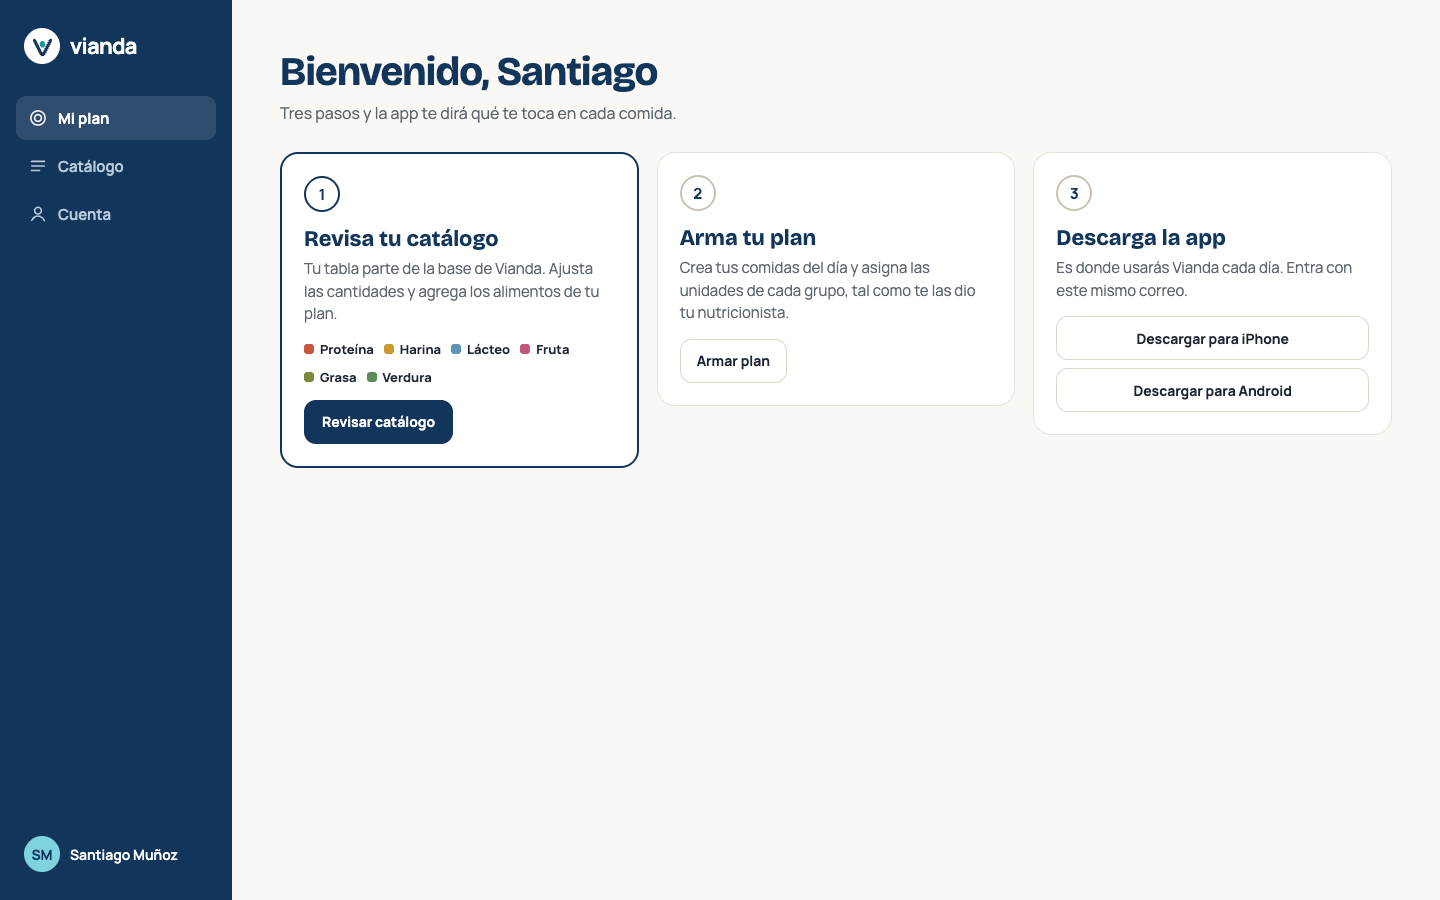 vianda
Mi plan
Catálogo
Cuenta
Santiago Muñoz
SM
Bienvenido, Santiago
Tres pasos y la app te dirá qué te toca en cada comida.
1
Revisa tu catálogo
Tu tabla parte de la base de Vianda. Ajusta
las cantidades y agrega los alimentos de tu
plan.
Proteína Harina Lácteo Fruta
Grasa Verdura
Revisar catálogo
2
Arma tu plan
Crea tus comidas del día y asigna las
unidades de cada grupo, tal como te las dio
tu nutricionista.
Armar plan
3
Descarga la app
Es donde usarás Vianda cada día. Entra con
este mismo correo.
Descargar para iPhone
Descargar para Android